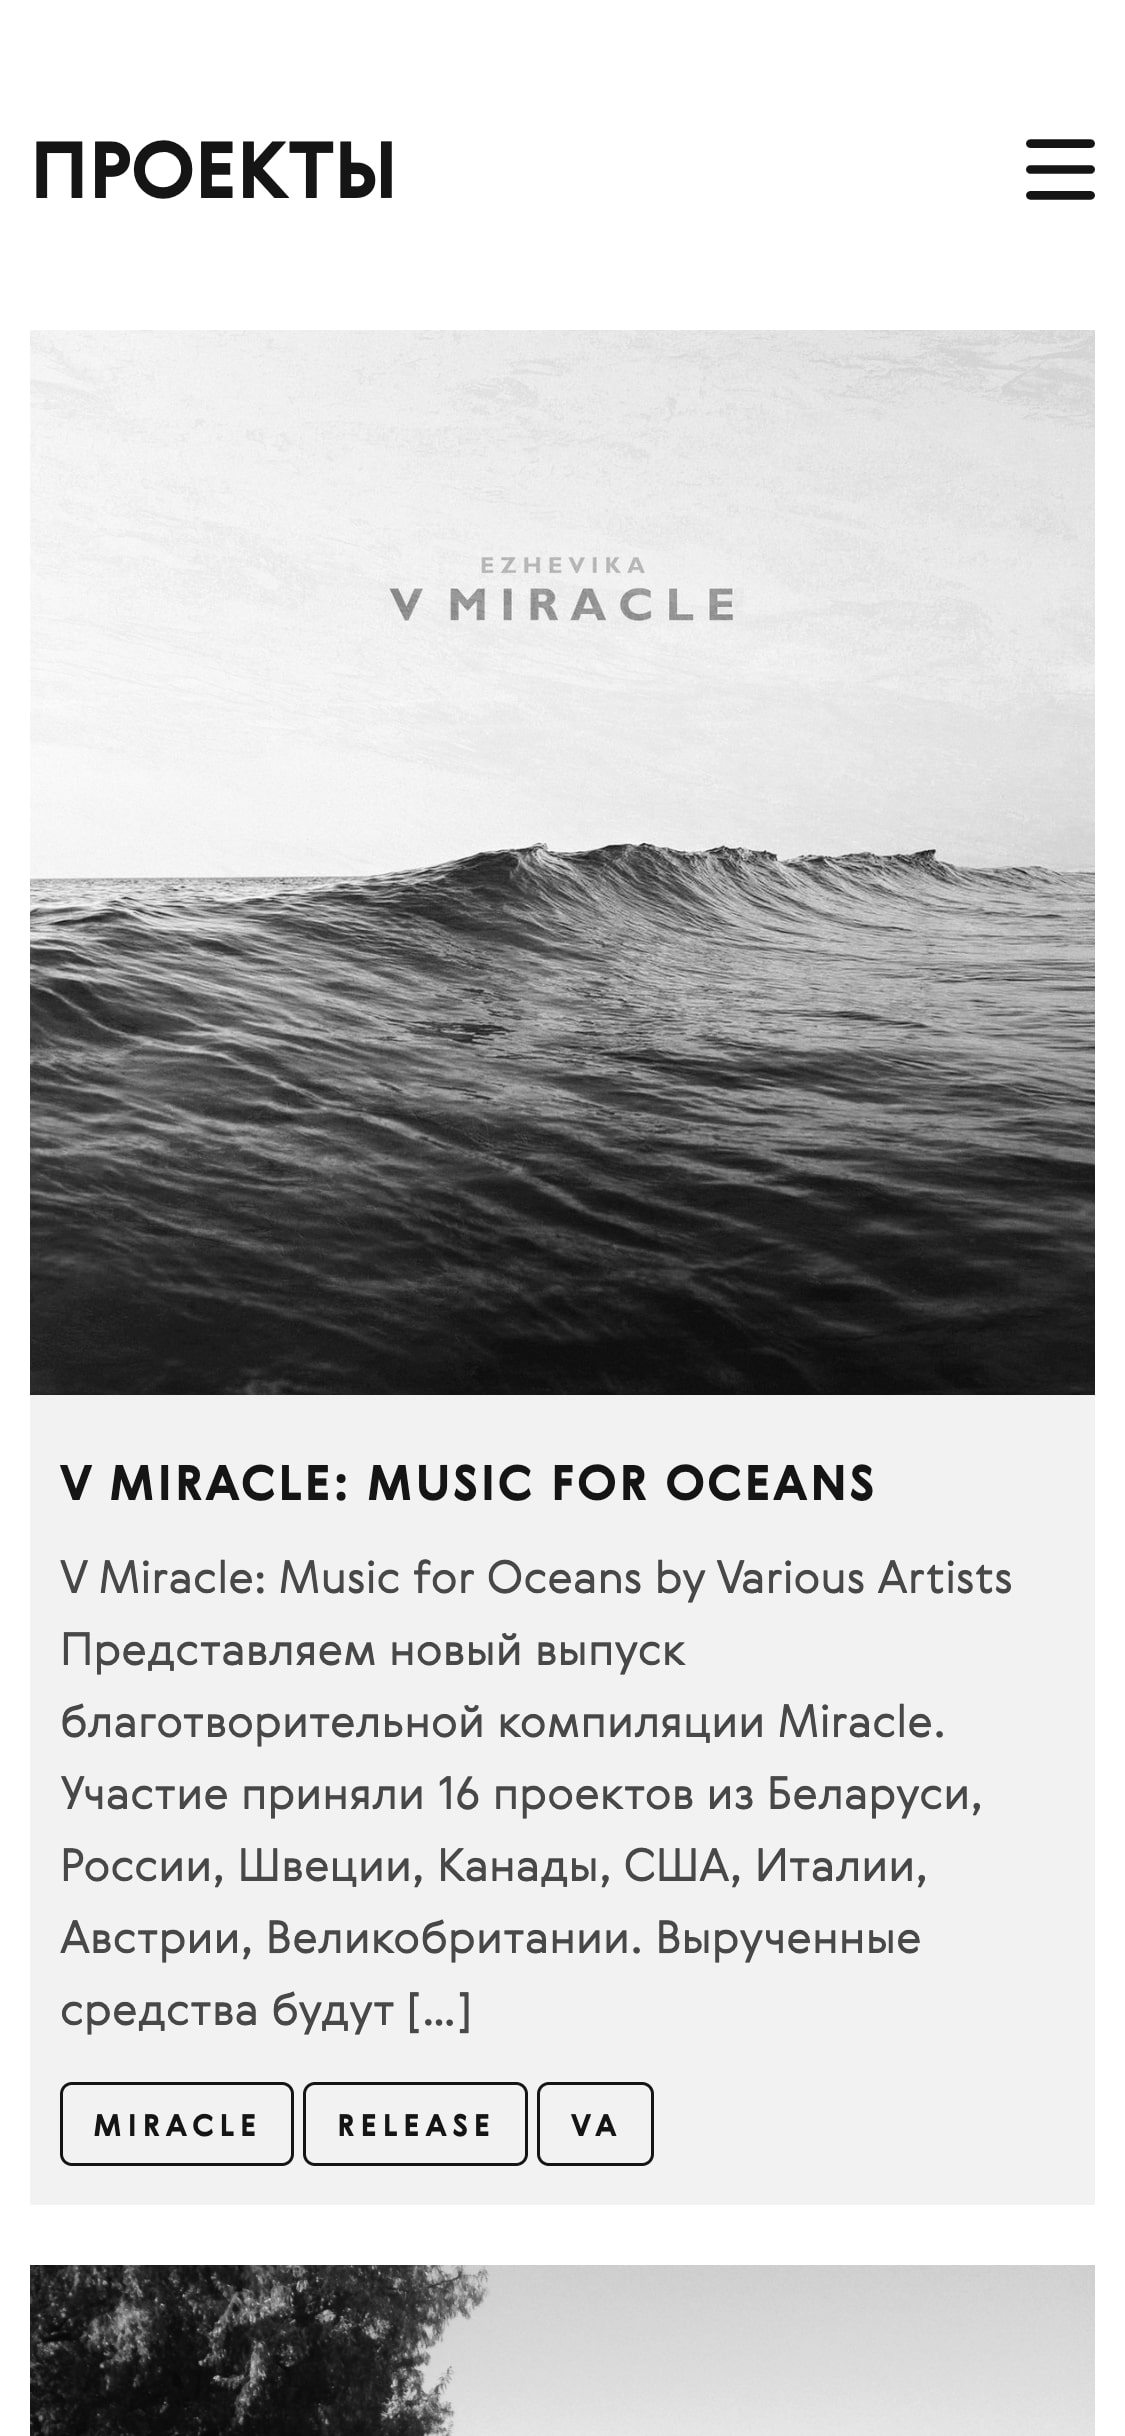 ПРОЕКТЫ
EZHEVIKA
V MIRACLE
V MIRACLE: MUSIC FOR OCEANS
V Miracle: Music for Oceans by Various Artists
Представляем новый выпуск
благотворительной компиляции Miracle.
Участие приняли 16 проектов из Беларуси,
России, Швеции, Канады, США, Италии,
Австрии, Великобритании. Вырученные
средства будут [...]
MIRACLE RELEASE VA